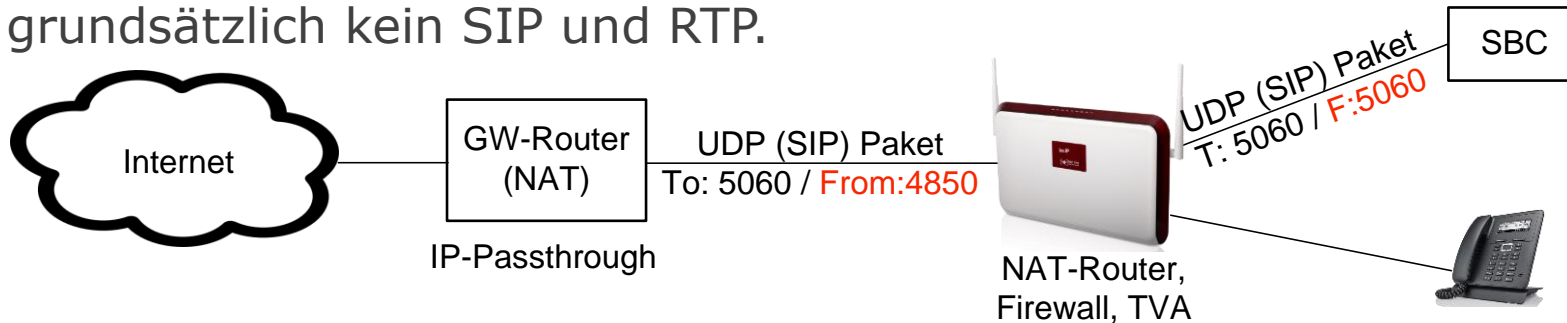 grundsätzlich kein SIP und RTP.
Internet
GW-Router
(NAT)
IP-Passthrough
UDP (SIP) Paket
To: 5060 / From:4850
NAT-Router,
Firewall, TVA
UDP (SIP) Paket
T: 5060 / F:5060
SBC